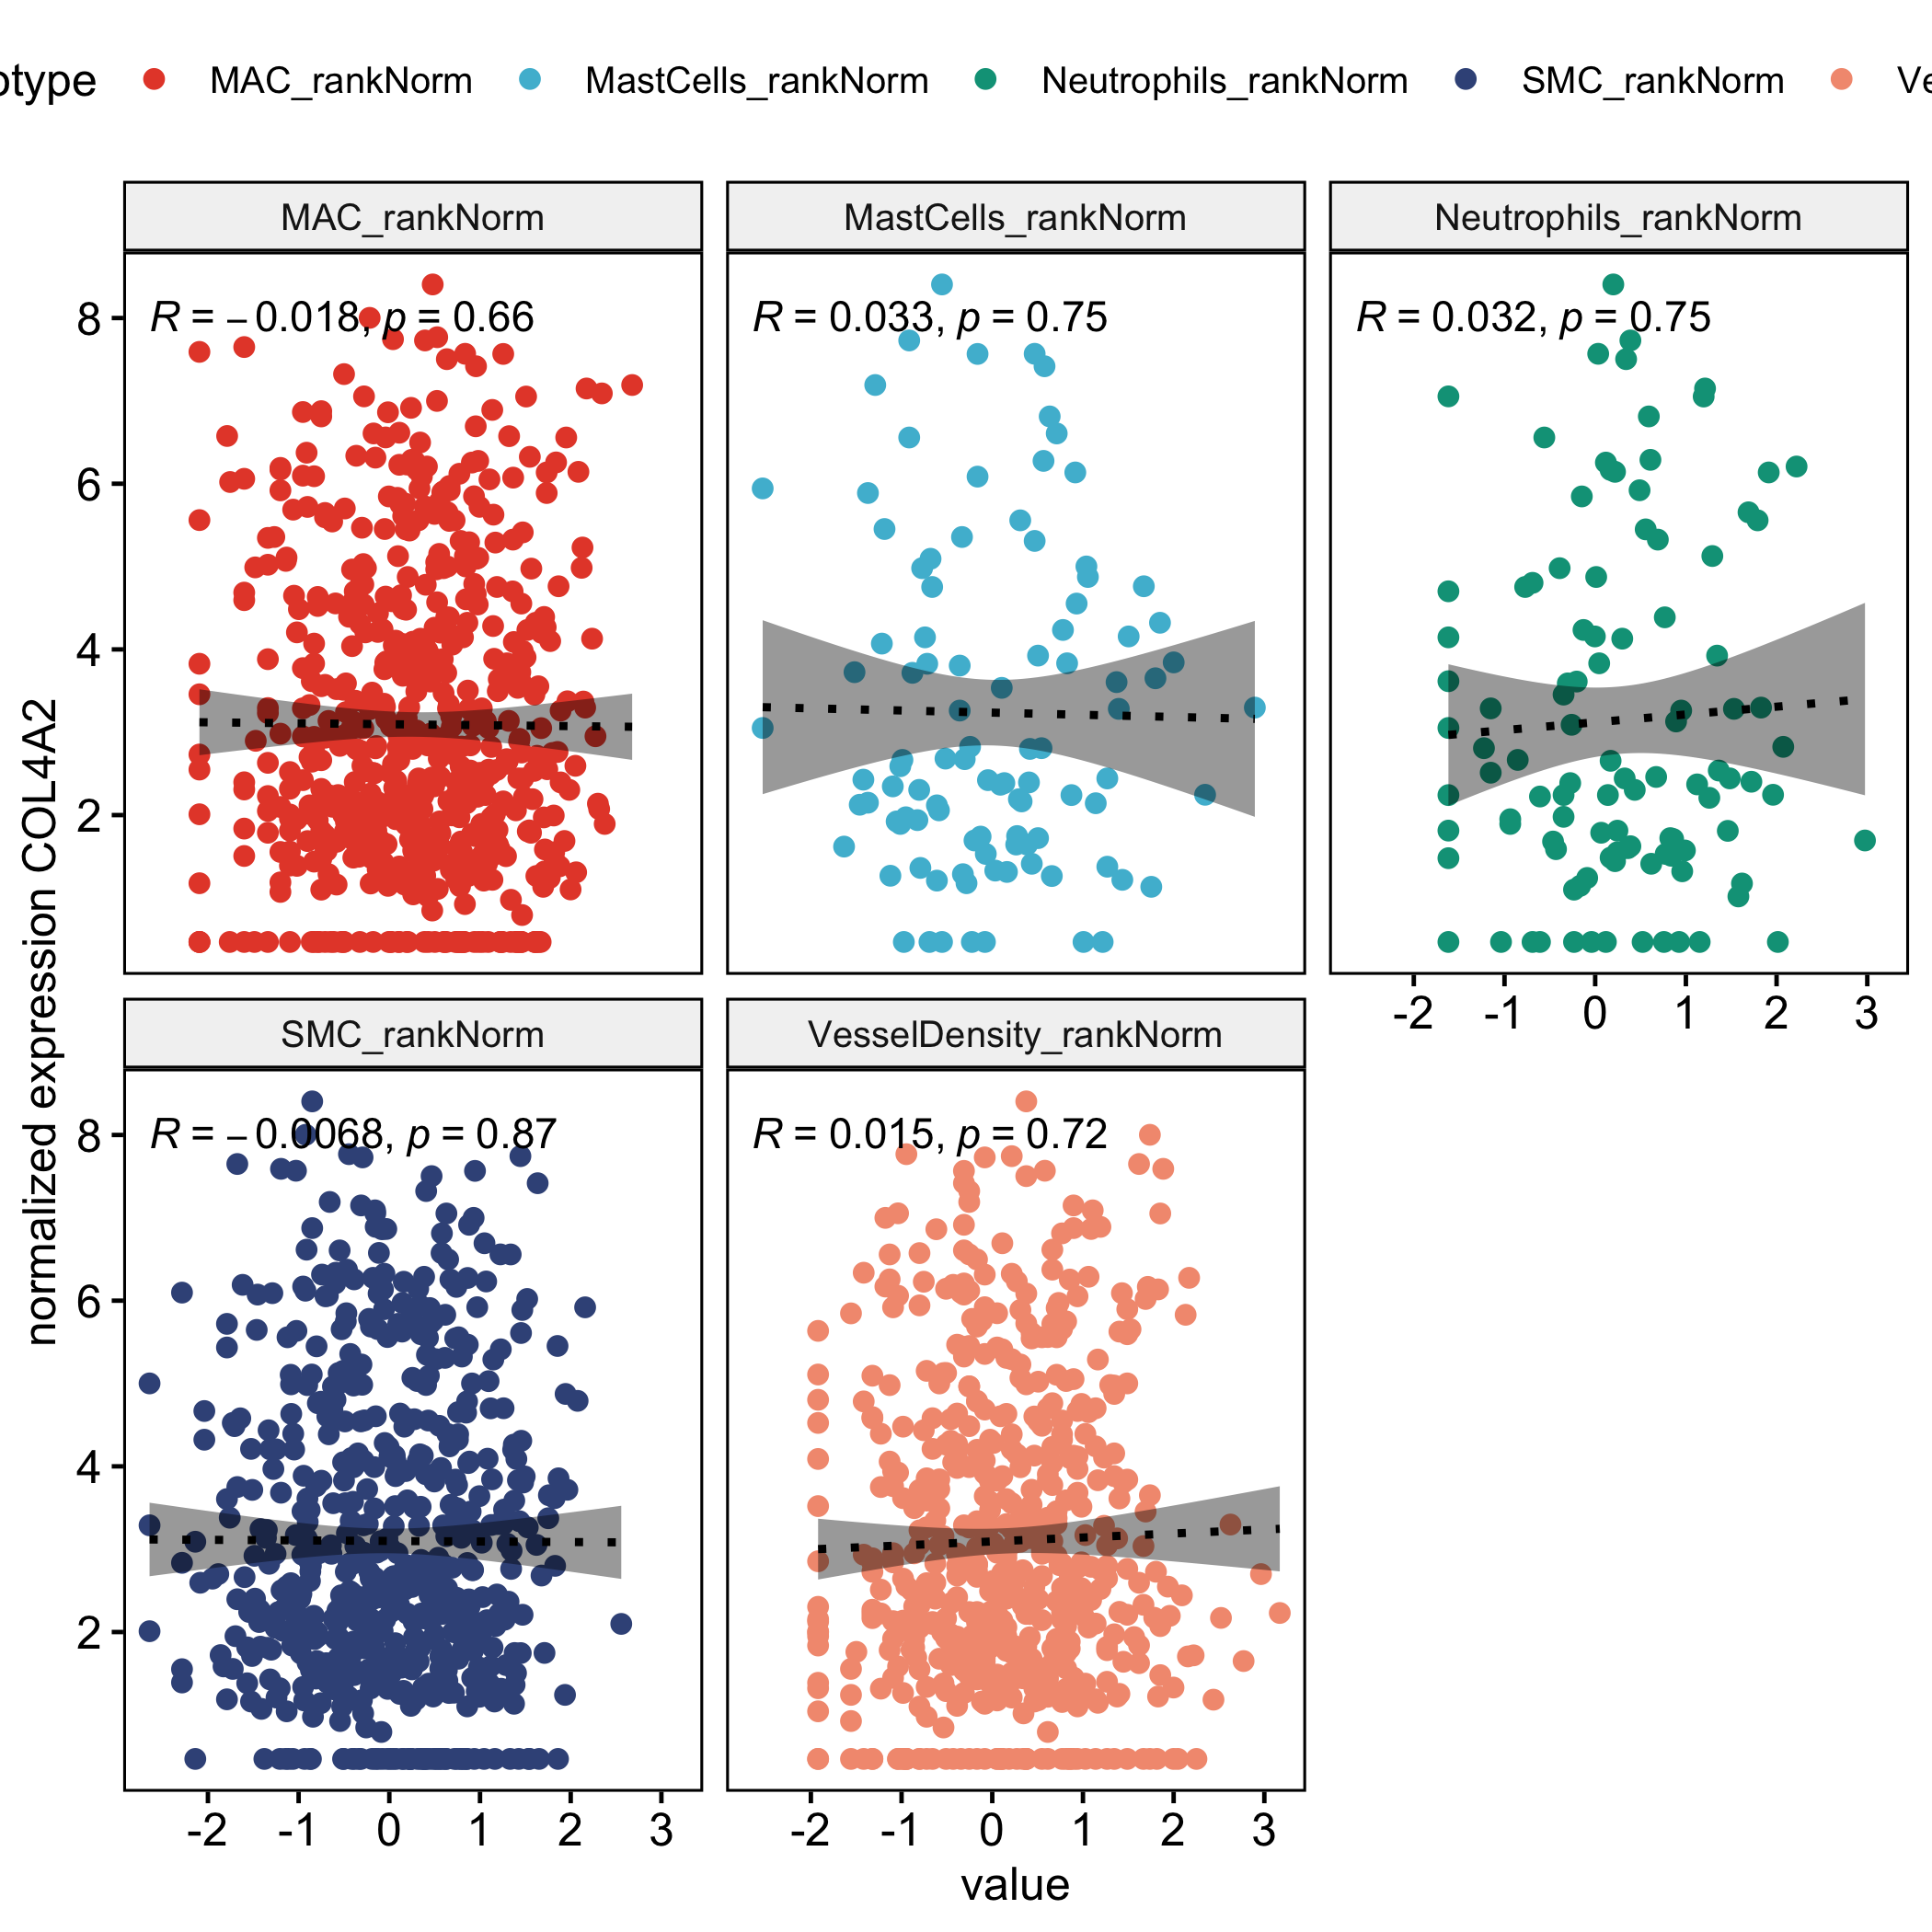 otype MAC_rankNorm MastCells_rankNorm Neutrophils_rankNorm SMC_rankNorm Ve
MAC_rankNorm MastCells_rankNorm Neutrophils_rankNorm
R = −0.018, p = 0.66 R = 0.033, p = 0.75 R = 0.032, p = 0.75
8
6
4
2
-2 -1 0 1 2 3
SMC_rankNorm VesselDensity_rankNorm
R = −0.0068, p = 0.87 R = 0.015, p = 0.72
8
6
4
2
-2 -1 0 1 2 3 -2 -1 0 1 2 3
value
normalized expression COL4A2